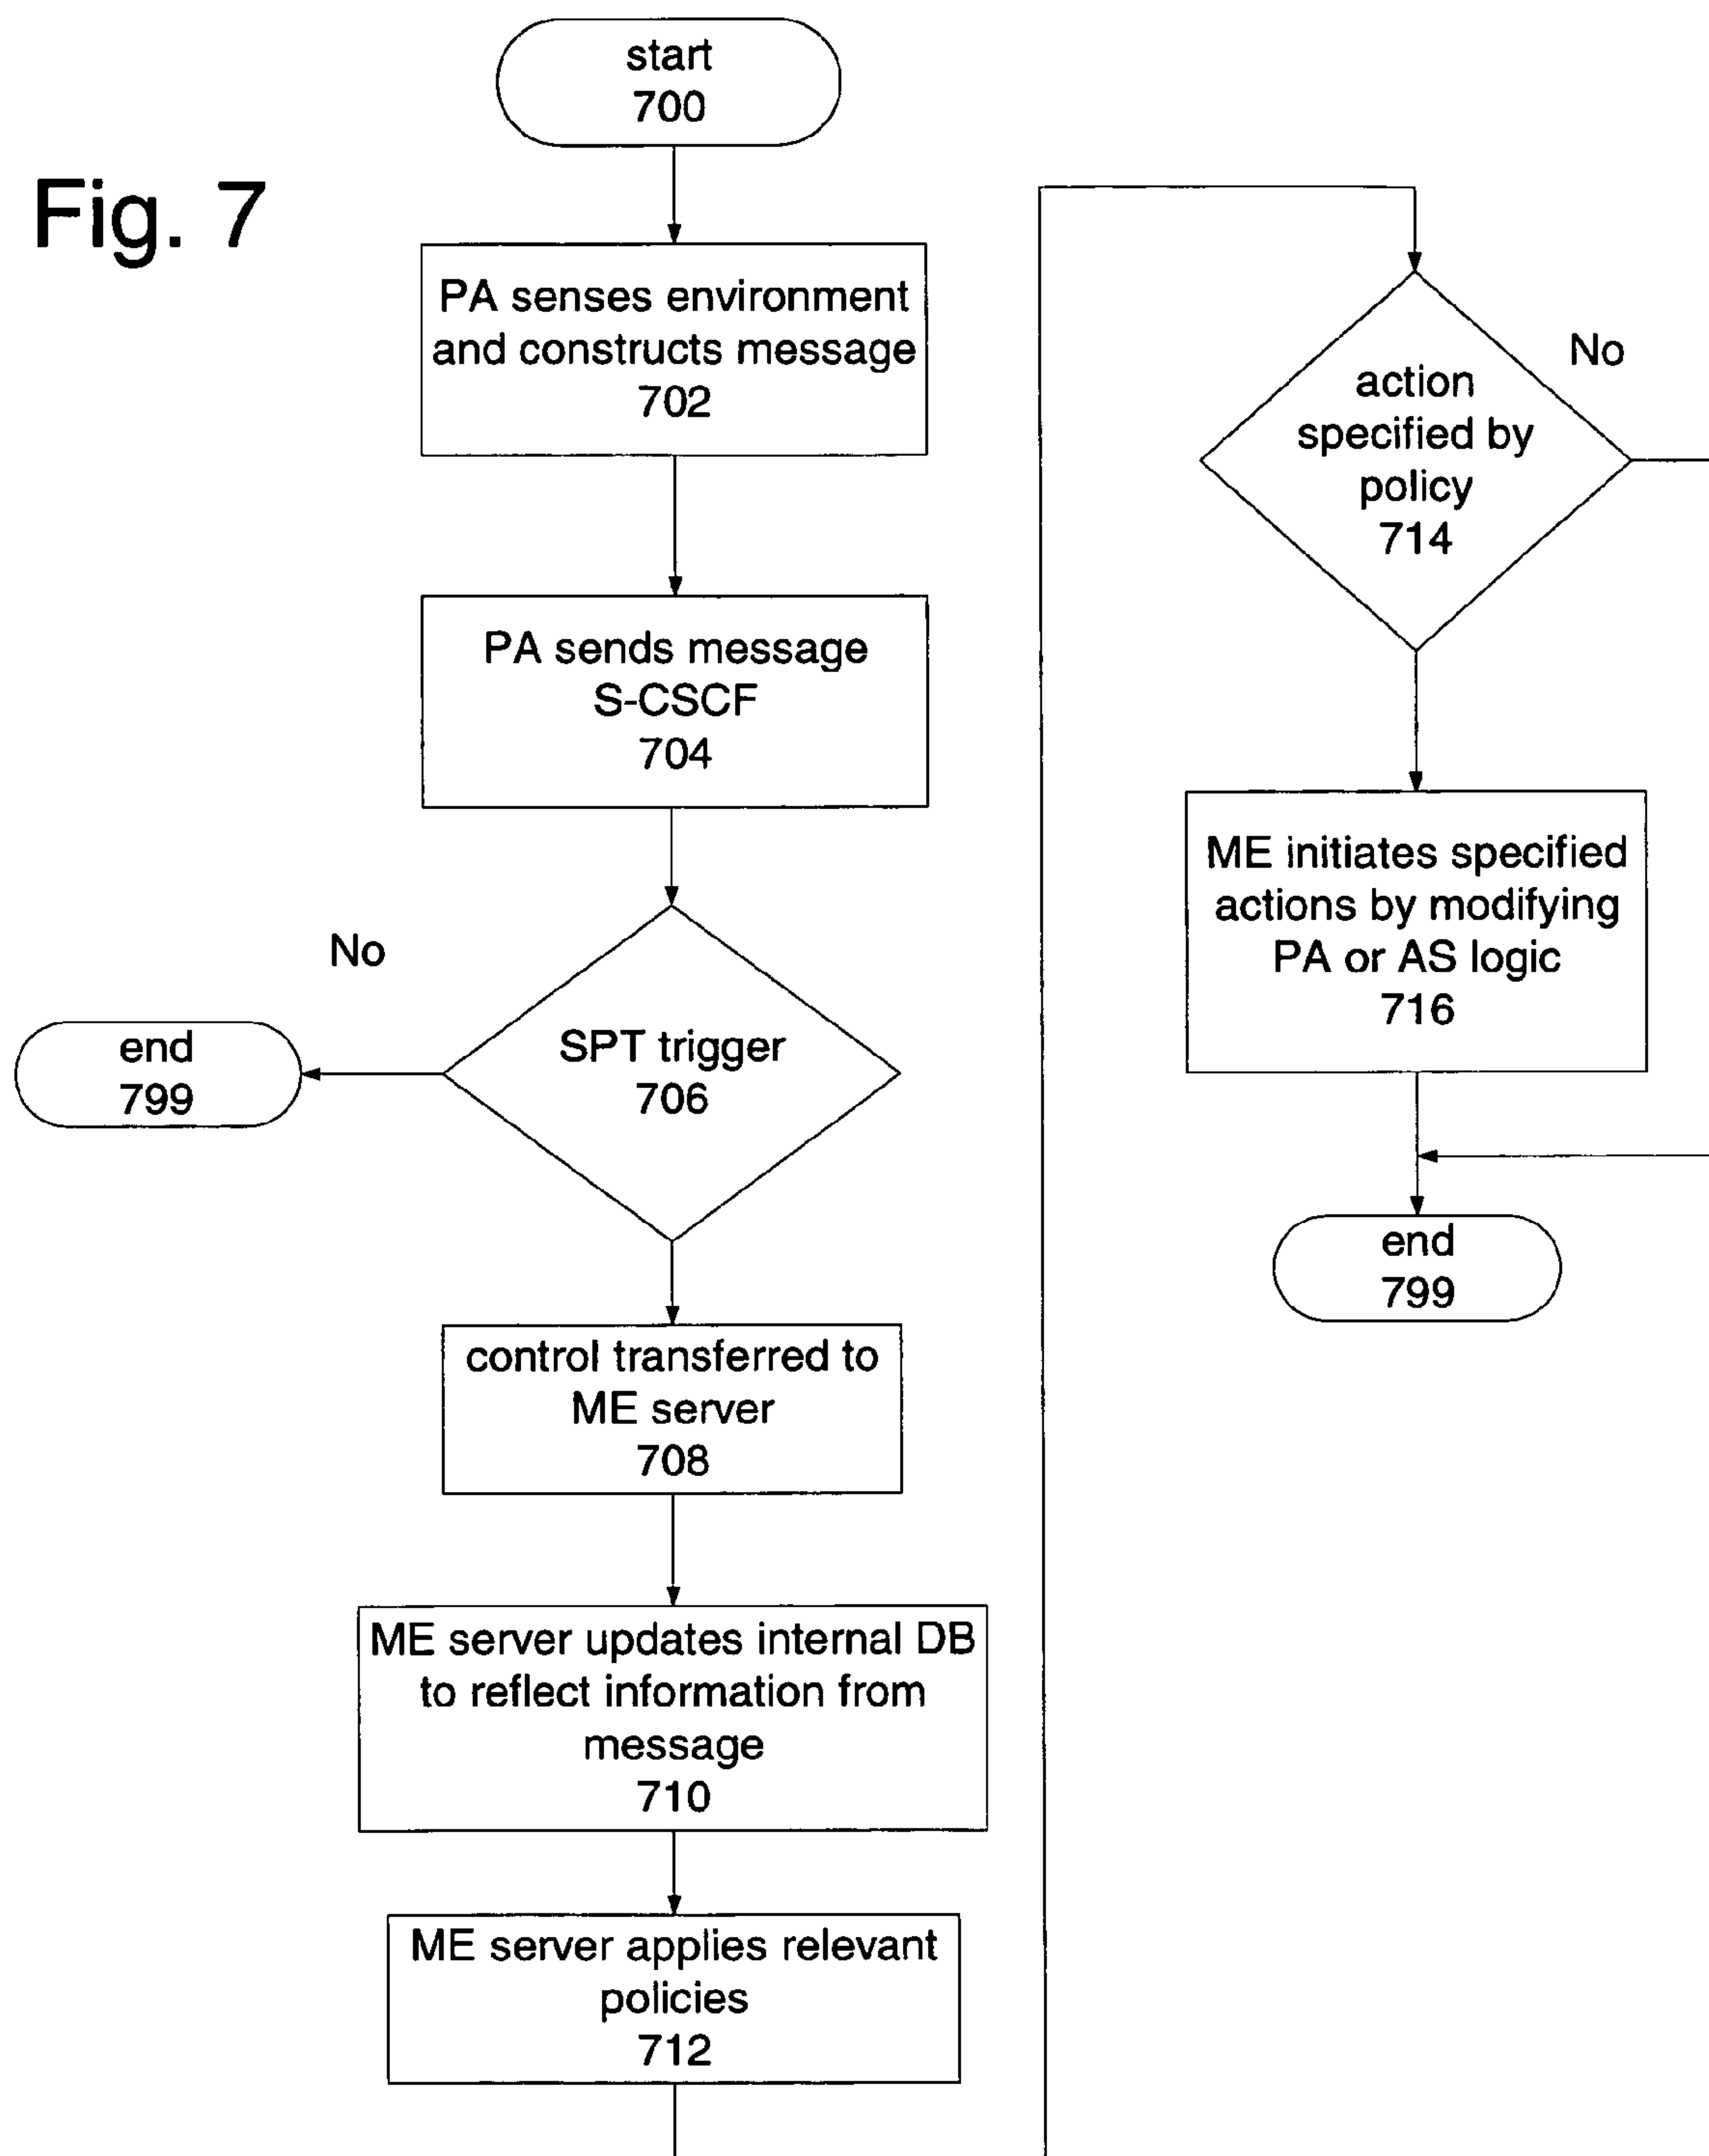 Fig. 7
start
700
PA senses environment
and constructs message
702
PA sends message
S-CSCF
704
SPT trigger
706
No
end
799
control transferred to
ME server
708
ME server updates internal DB
to reflect information from
message
710
ME server applies relevant
policies
712
action
specified by
policy
714
No
ME initiates specified
actions by modifying
PA or AS logic
716
end
799